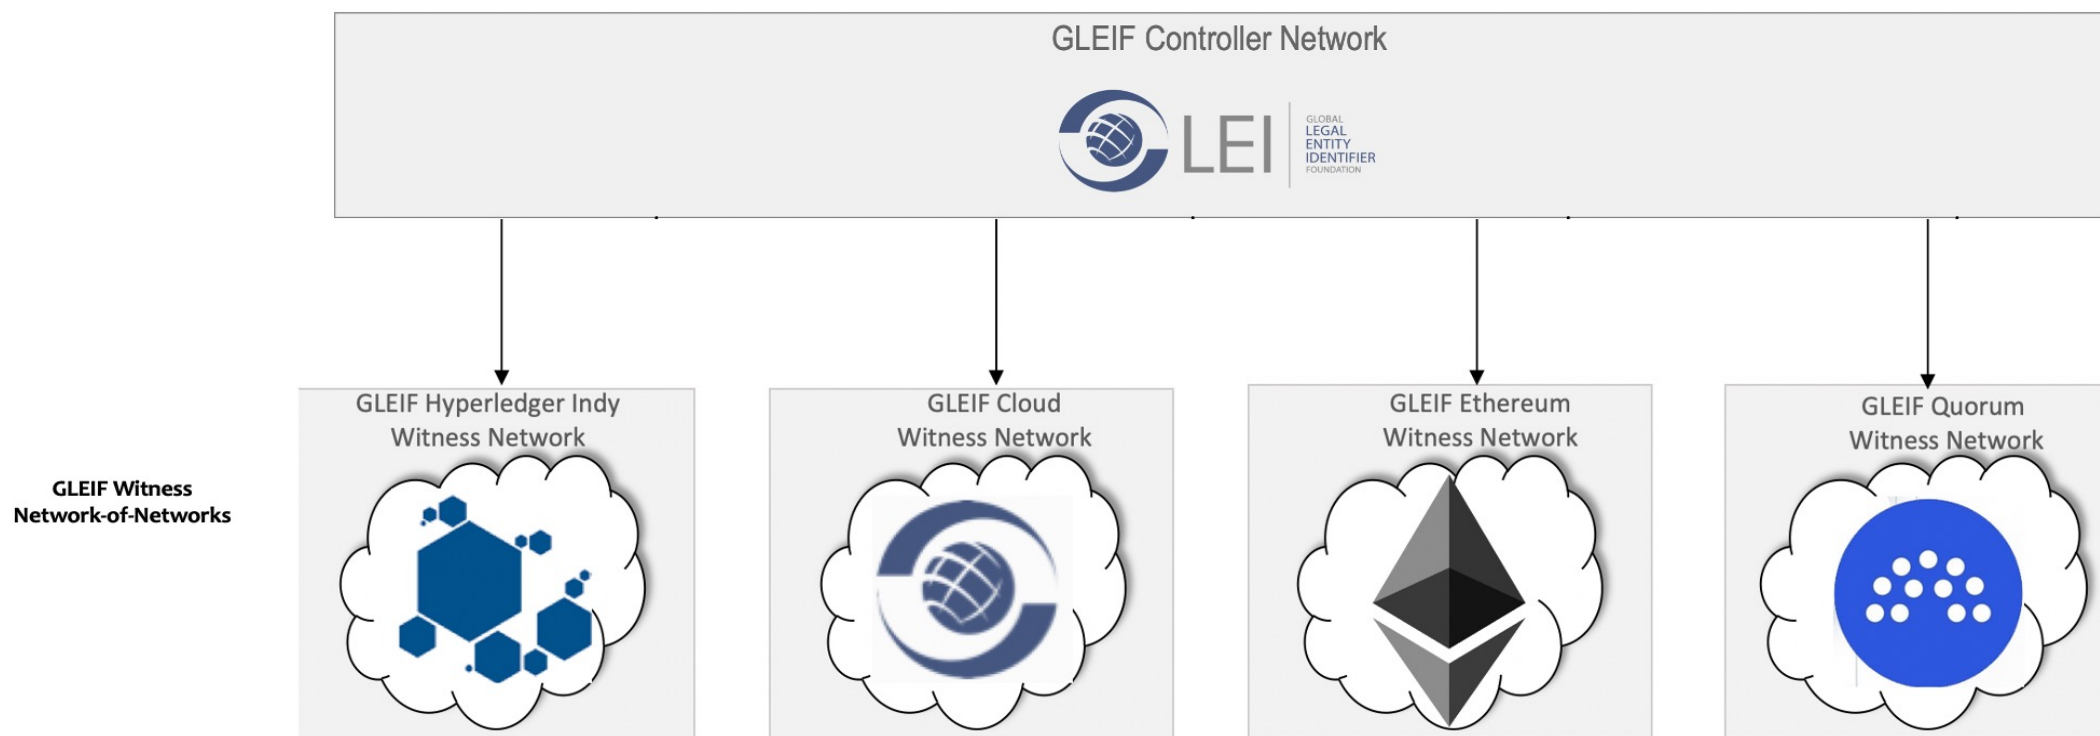 GLEIF Controller Network
LEI
GLOBAL
LEGAL
ENTITY
IDENTIFIER
FOUNDATION
GLEIF Hyperledger Indy
Witness Network
GLEIF Cloud
Witness Network
GLEIF Ethereum
Witness Network
GLEIF Quorum
Witness Network
GLEIF Witness
Network-of-Networks